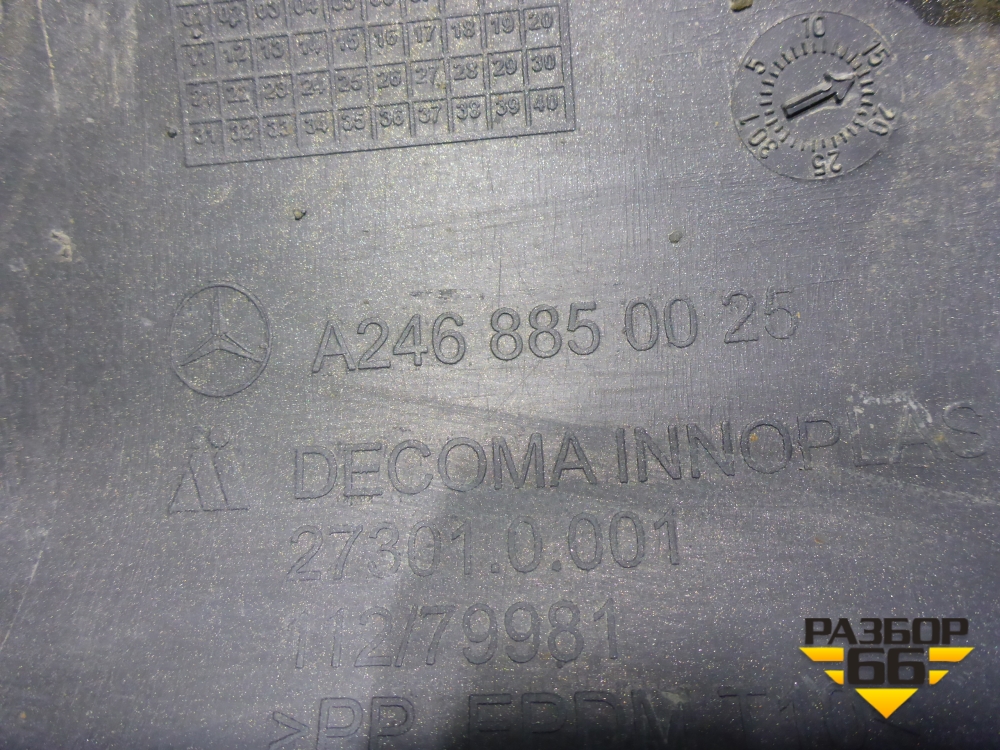 11 12 13 14 15 16 17 18 19 20
21 22 23 24 25 26 27 28 29 30
31 32 33 34 35 36 37 38 39 40
5 10 15 20 25 30 1
A246 885 00 25
DECOMA INNOPLAS
27301.0.001
112/79981
>PP
РАЗБОР
66